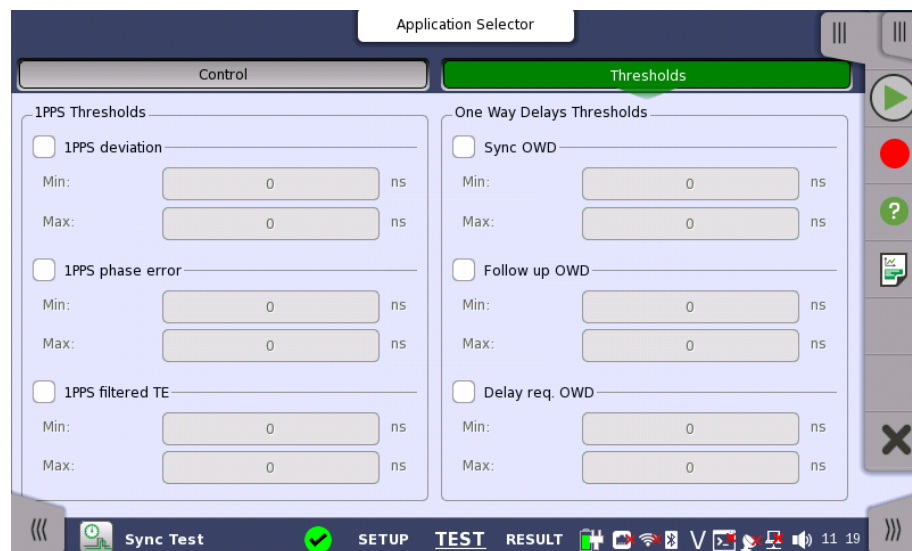 Application Selector
Control
Thresholds
1PPS Thresholds
1PPS deviation
Min: 0 ns
Max: 0 ns
1PPS phase error
Min: 0 ns
Max: 0 ns
1PPS filtered TE
Min: 0 ns
Max: 0 ns
One Way Delays Thresholds
Sync OWD
Min: 0 ns
Max: 0 ns
Follow up OWD
Min: 0 ns
Max: 0 ns
Delay req. OWD
Min: 0 ns
Max: 0 ns
Sync Test SETUP TEST RESULT V 11 19